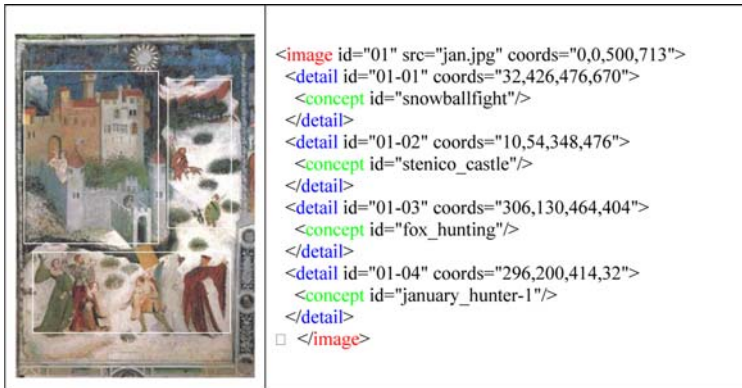 <image id="01" src="jan.jpg" coords="0,0,500,713">
<detail id="01-01" coords="32,426,476,670">
<concept id="snowballfight"/>
</detail>
<detail id="01-02" coords="10,54,348,476">
<concept id="stenico_castle"/>
</detail>
<detail id="01-03" coords="306,130,464,404">
<concept id="fox_hunting"/>
</detail>
<detail id="01-04" coords="296,200,414,32">
<concept id="january_hunter-1"/>
</detail>
</image>